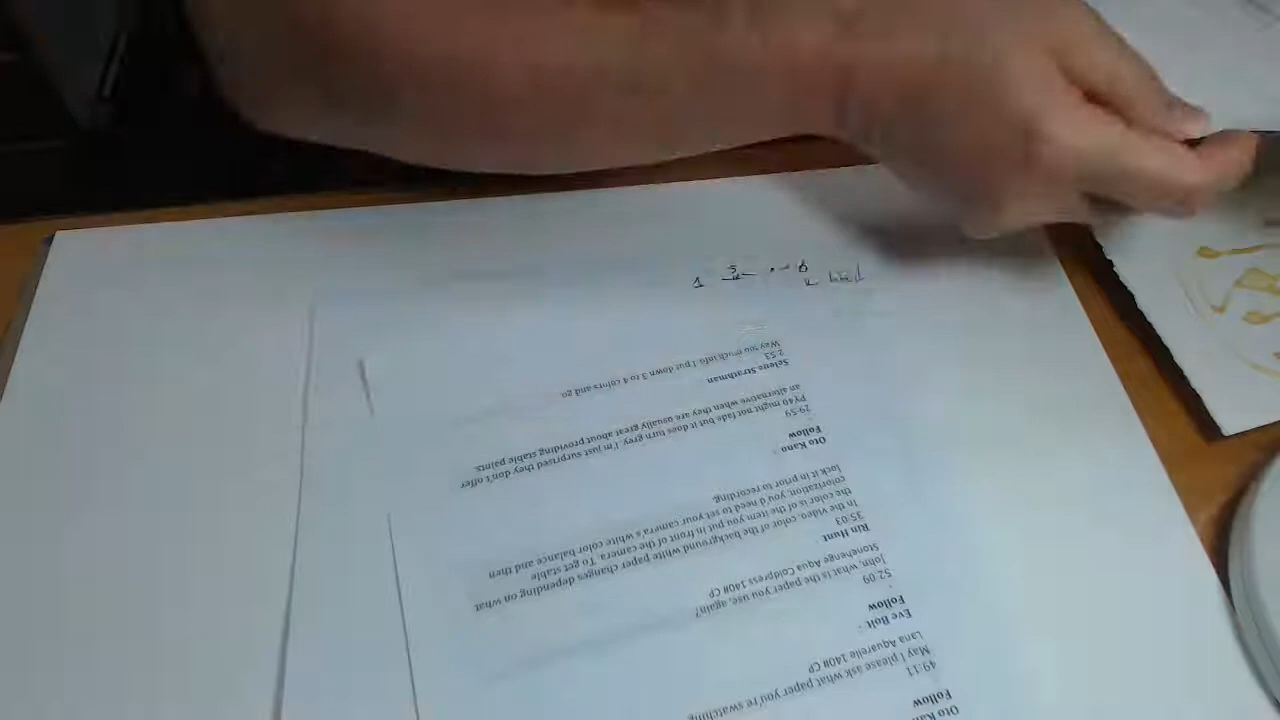 Oto
Follow
49:11
May I please ask what paper you're swatching
Lana Aquarelle 140# CP
Eve Bolt ·
Follow
·
52:09
John, what is the paper you use, again?
Stonehenge Aqua Coldpress 140# CP
Rin Hunt
35:03
In the video, color of the background white paper changes depending on what
the color is of the item you put in front of the camera. To get stable
colorization, you'd need to set your camera's white color balance and then
lock it in prior to recording.
Oto Kano ·
Follow
29:59
PY40 might not fade but it does turn grey. I'm just surprised they don't offer
an alternative when they are usually great about providing stable paints.
Selene Strathman
2:53
Way too much info. I put down 3 to 4 colors and go